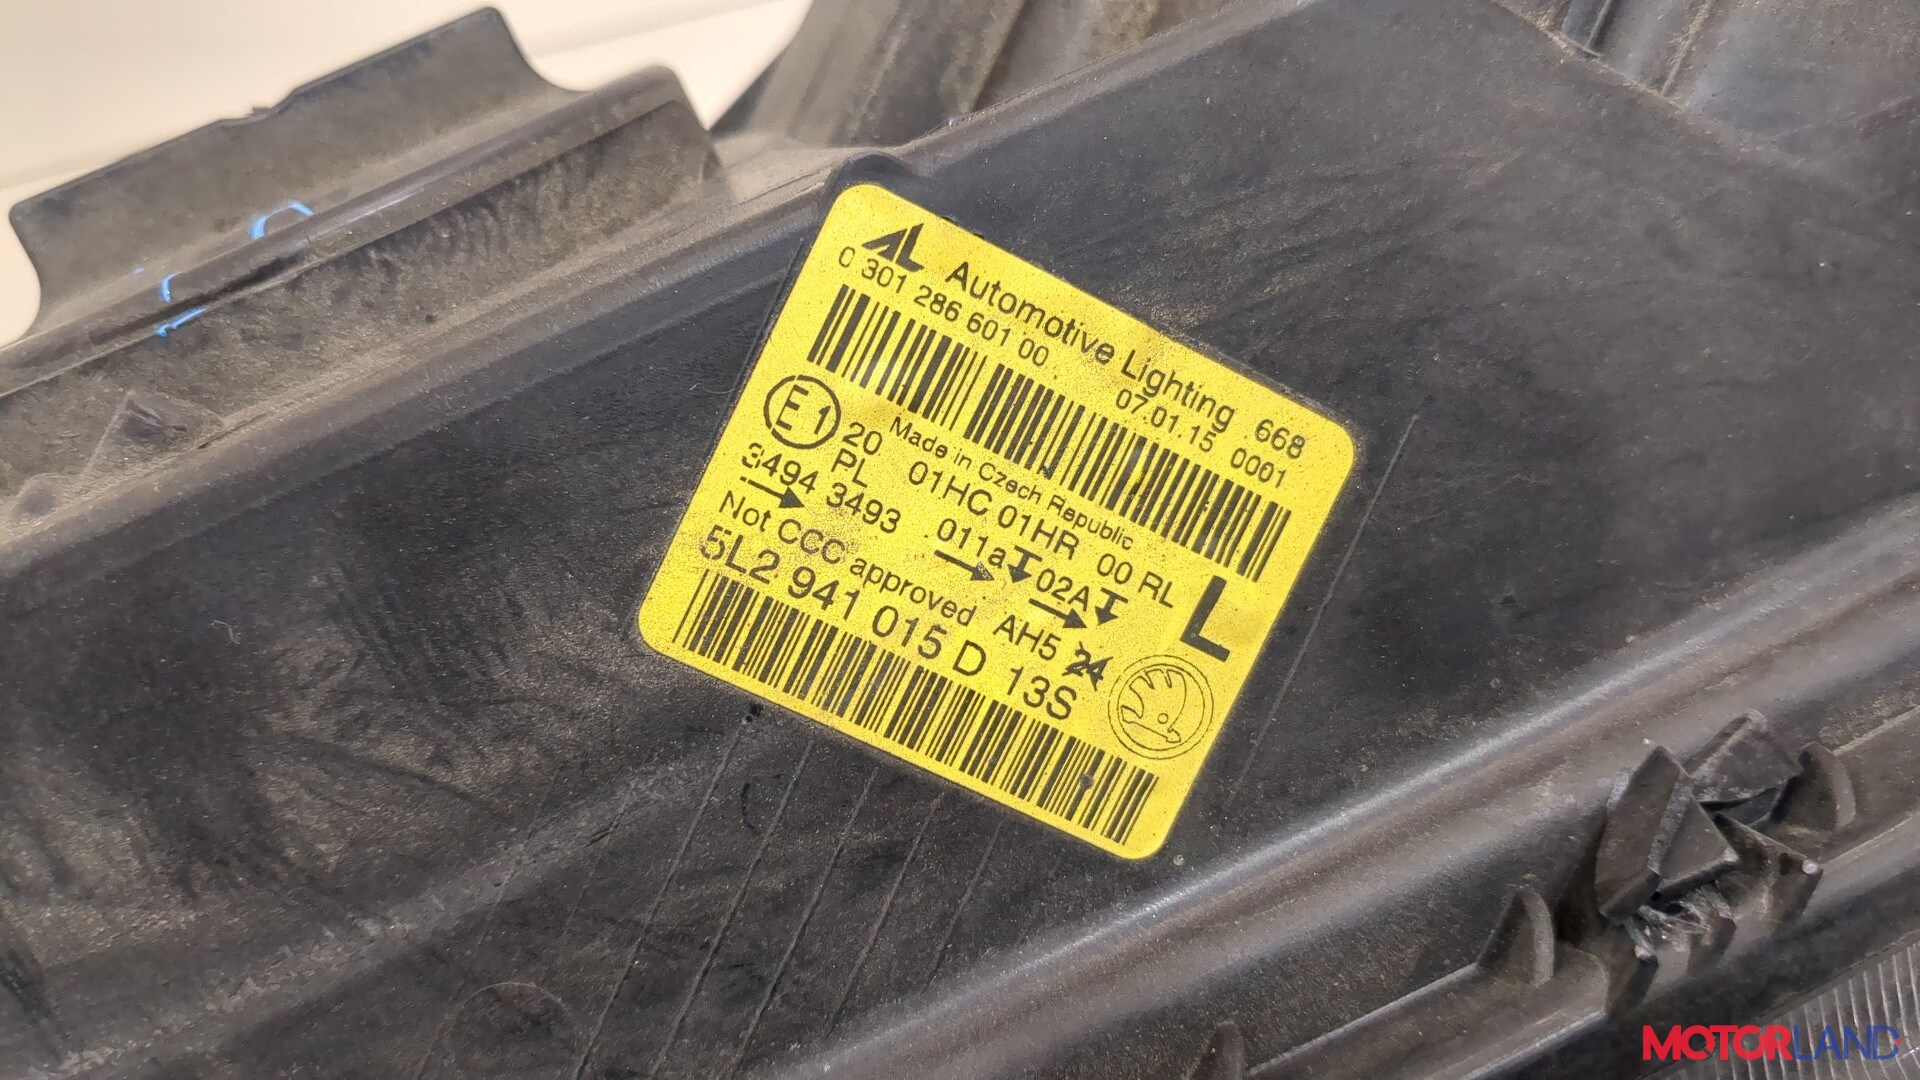 AL Automotive Lighting 668
0 301 286 601 00 07.01.15 0001
Made in Czech Republic
E1 20 01HC 01HR 00 RL
PL 011a 02A L
3494 3493
Not CCC approved AH5 24
5L2 941 015 D 13S
MOTORLAND